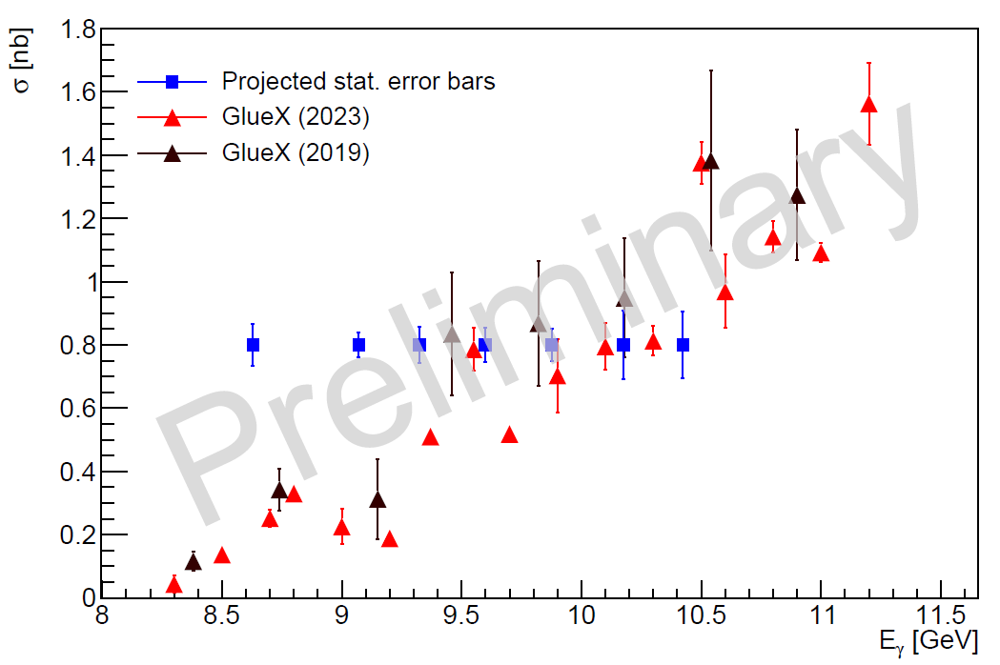 σ [nb]
1.8
1.6
1.4
1.2
1
0.8
0.6
0.4
0.2
0
Projected stat. error bars
GlueX (2023)
GlueX (2019)
Preliminary
8 8.5 9 9.5 10 10.5 11 11.5
Eγ [GeV]